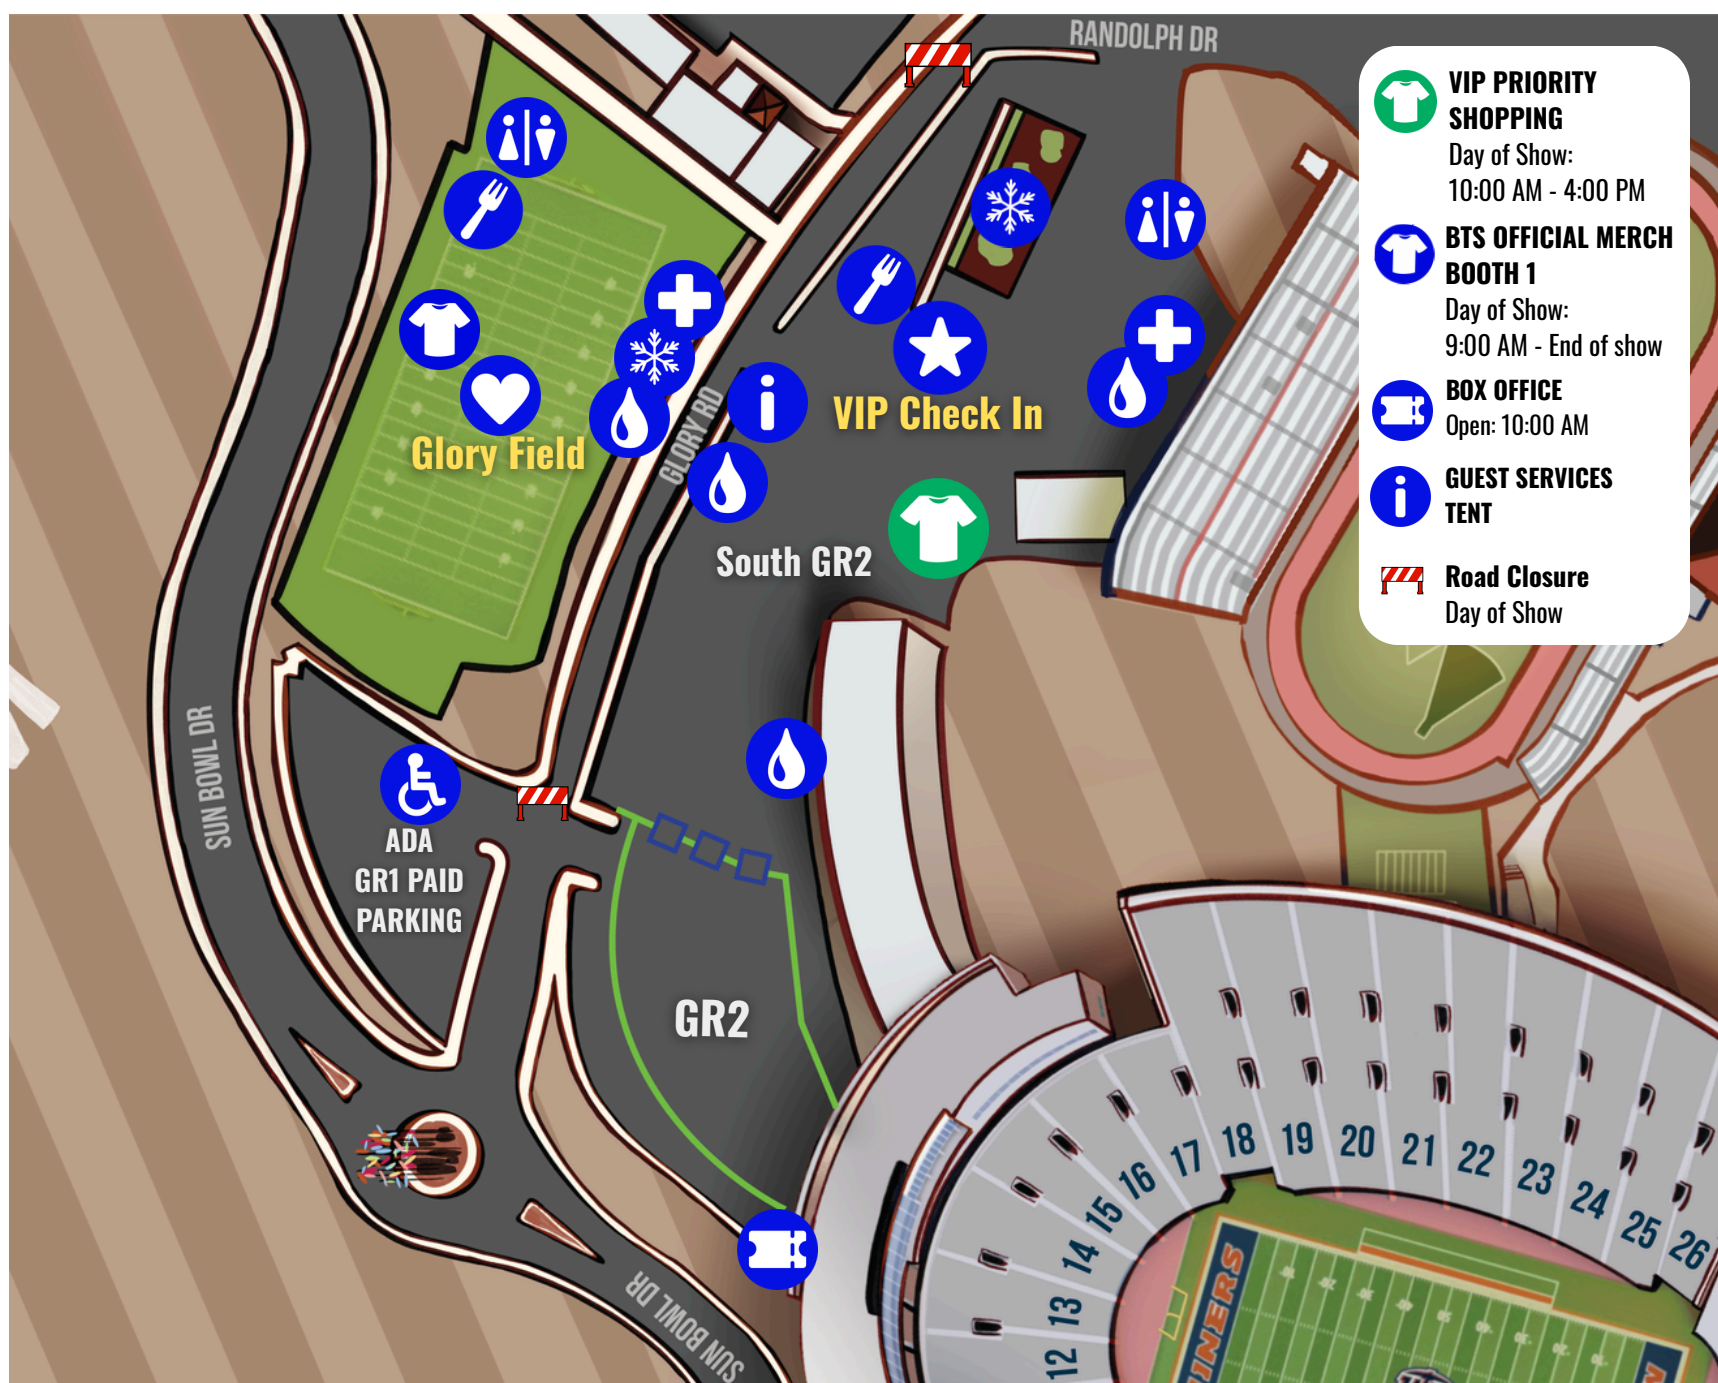 RANDOLPH DR
VIP PRIORITY
SHOPPING
Day of Show:
10:00 AM - 4:00 PM
BTS OFFICIAL MERCH
BOOTH 1
Day of Show:
9:00 AM - End of show
BOX OFFICE
Open: 10:00 AM
GUEST SERVICES
TENT
Road Closure
Day of Show
VIP Check In
Glory Field
GLORY RD
South GR2
SUN BOWL DR
ADA
GR1 PAID
PARKING
GR2
SUN BOWL DR
12
13
14
15
16
17
18
19
20
21
22
23
24
25
26
INERS